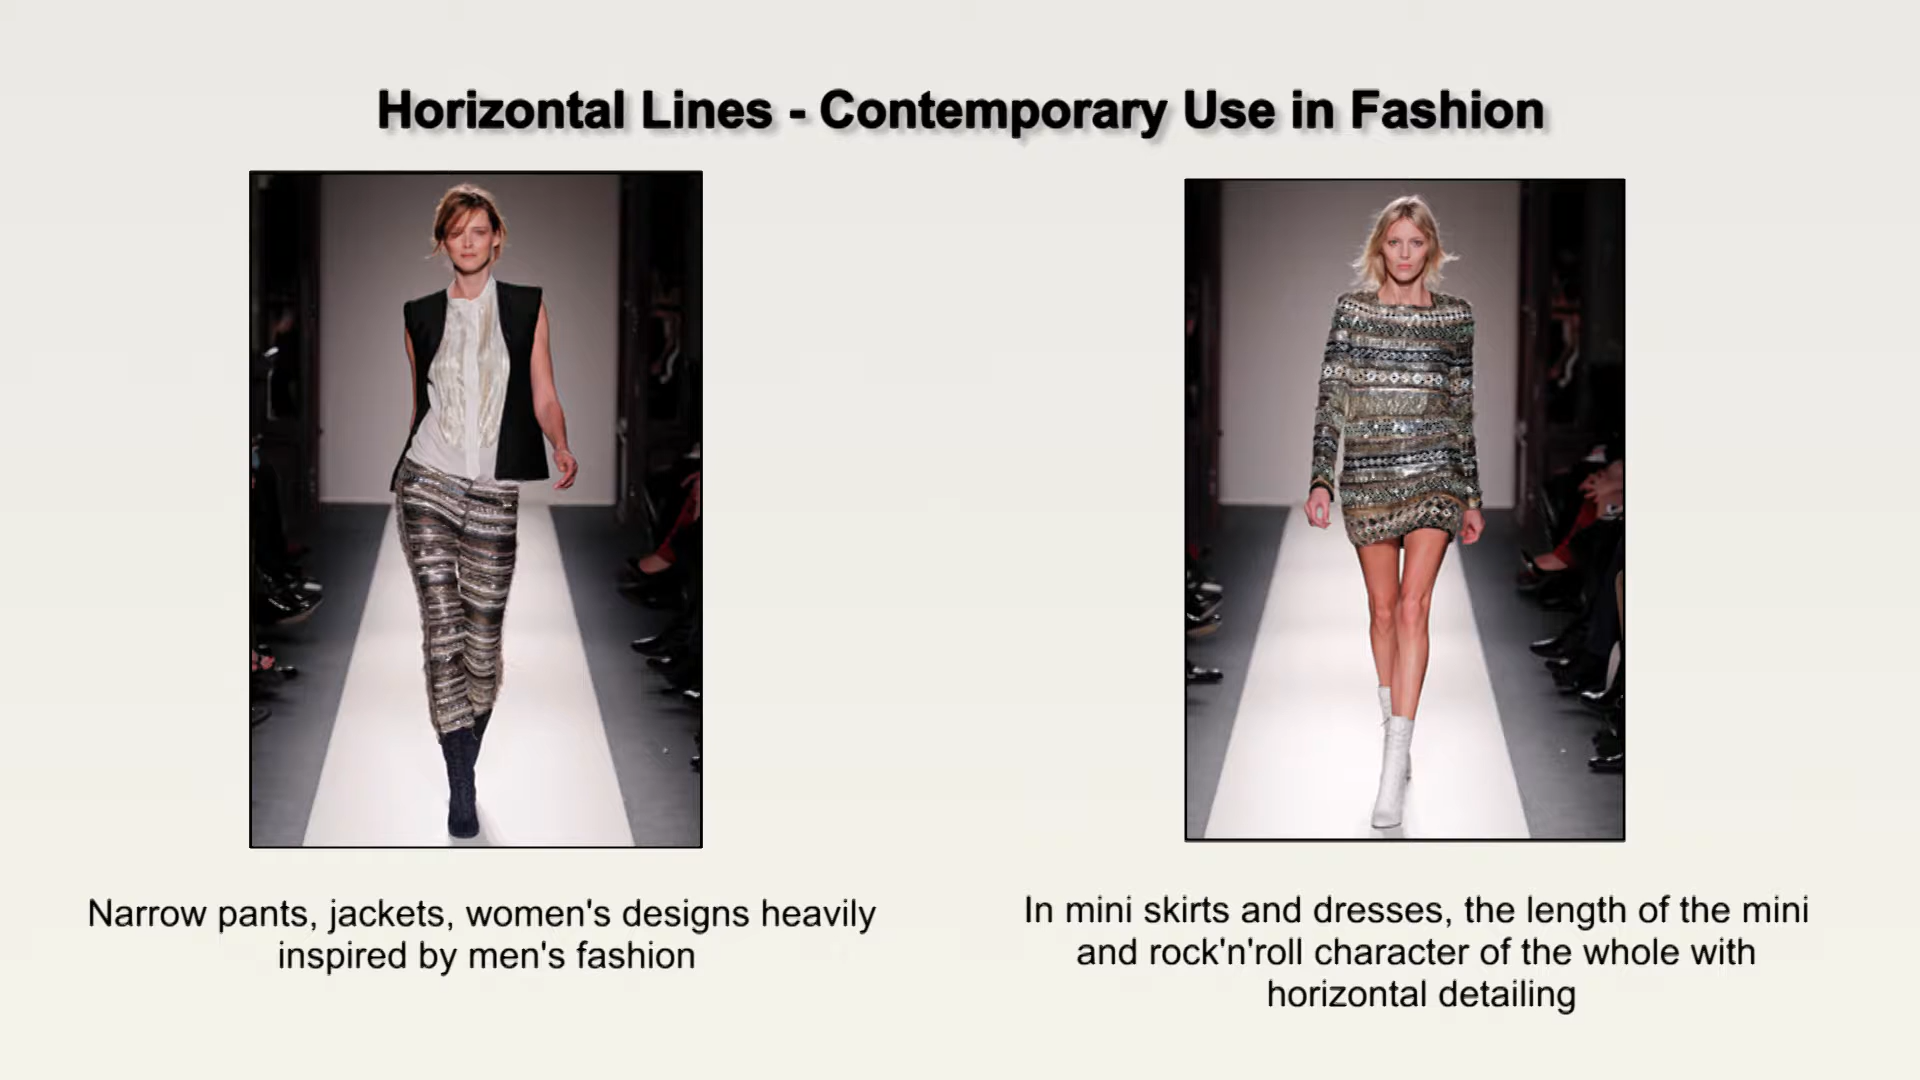 Horizontal Lines - Contemporary Use in Fashion
Narrow pants, jackets, women's designs heavily
inspired by men's fashion
In mini skirts and dresses, the length of the mini
and rock'n'roll character of the whole with
horizontal detailing